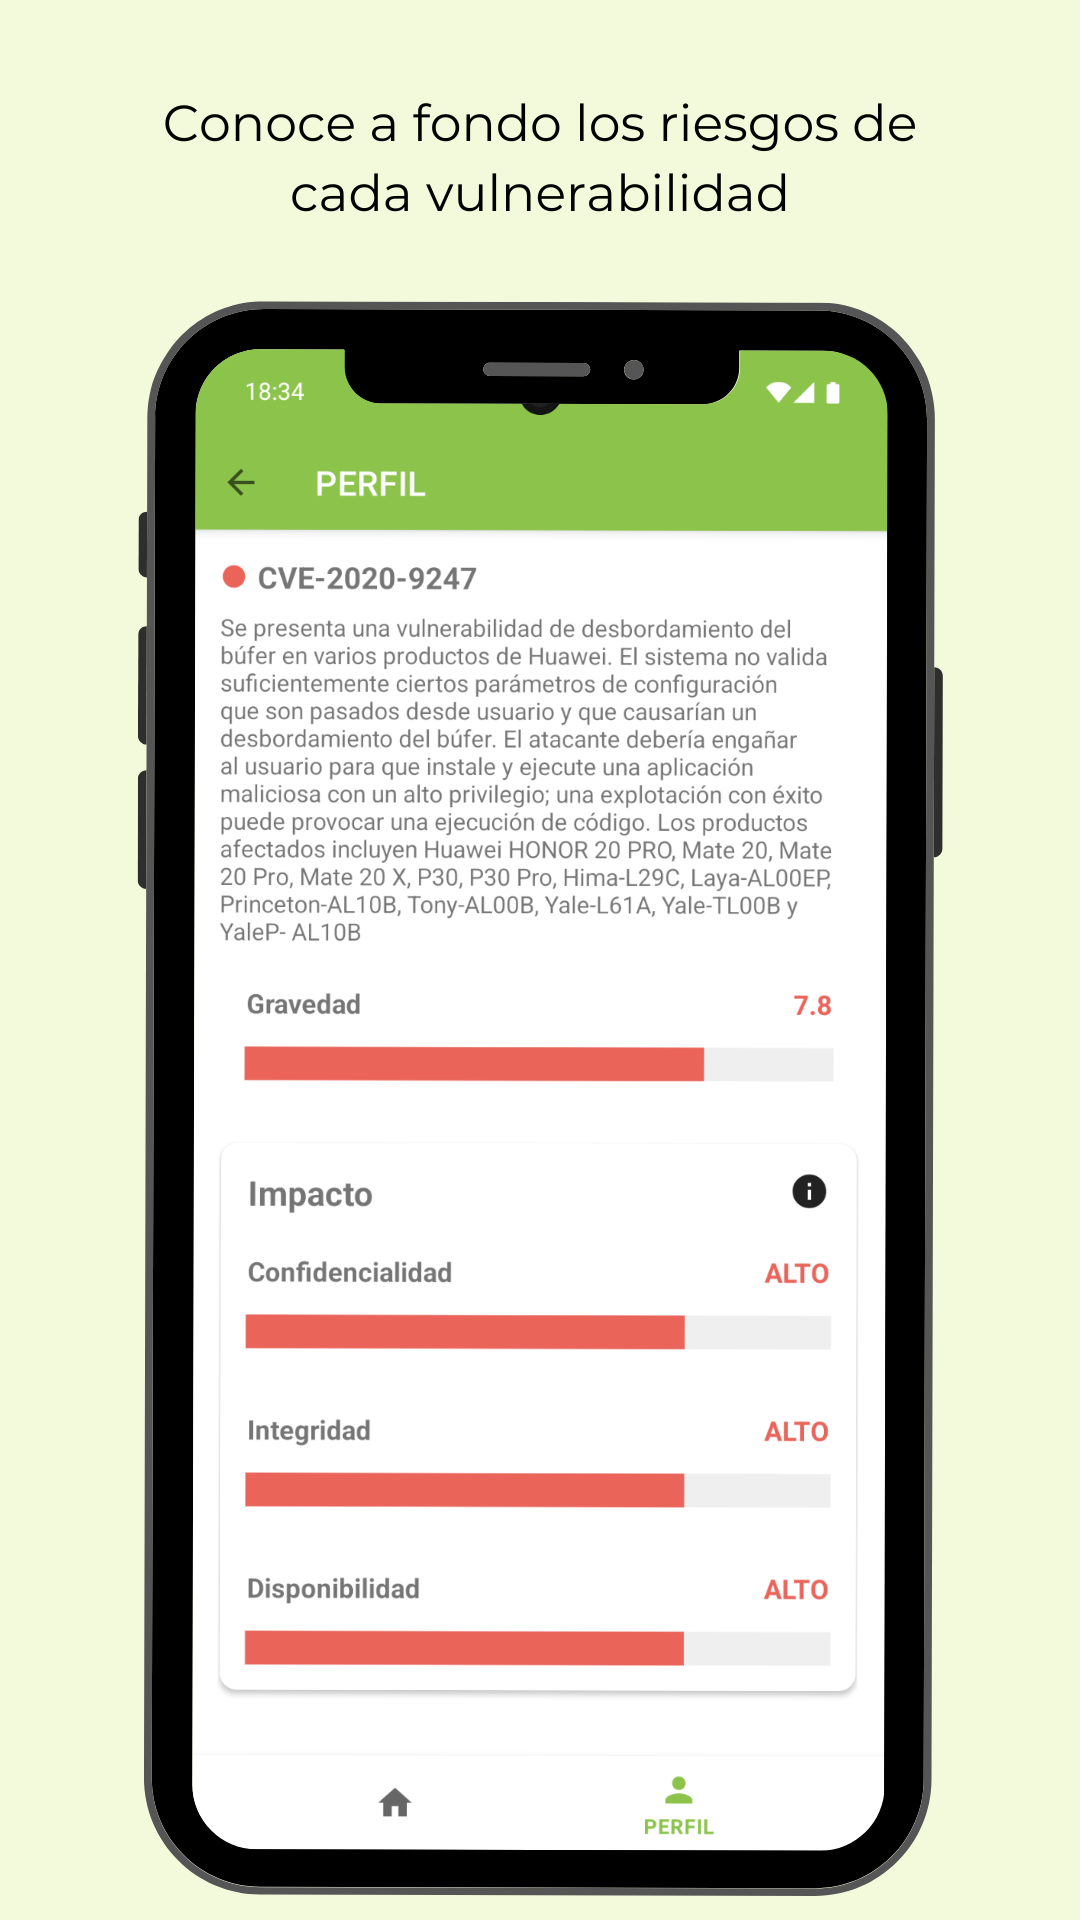 Conoce a fondo los riesgos de
cada vulnerabilidad
18:34
PERFIL
CVE-2020-9247
Se presenta una vulnerabilidad de desbordamiento del
búfer en varios productos de Huawei. El sistema no valida
suficientemente ciertos parámetros de configuración
que son pasados desde usuario y que causarían un
desbordamiento del búfer. El atacante debería engañar
al usuario para que instale y ejecute una aplicación
maliciosa con un alto privilegio; una explotación con éxito
puede provocar una ejecución de código. Los productos
afectados incluyen Huawei HONOR 20 PRO, Mate 20, Mate
20 Pro, Mate 20 X, P30, P30 Pro, Hima-L29C, Laya-AL00EP,
Princeton-AL10B, Tony-AL00B, Yale-L61A, Yale-TL00B y
YaleP- AL10B
Gravedad 7.8
Impacto
Confidencialidad ALTO
Integridad ALTO
Disponibilidad ALTO
PERFIL